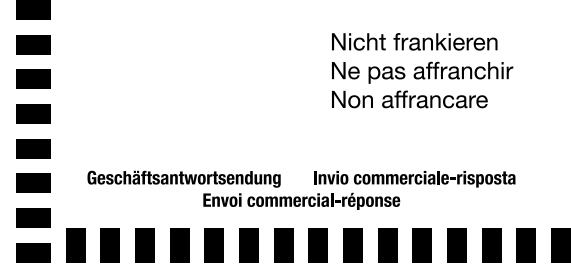 Nicht frankieren
Ne pas affranchir
Non affrancare
Geschäftsantwortsendung Invio commerciale-risposta
Envoi commercial-réponse